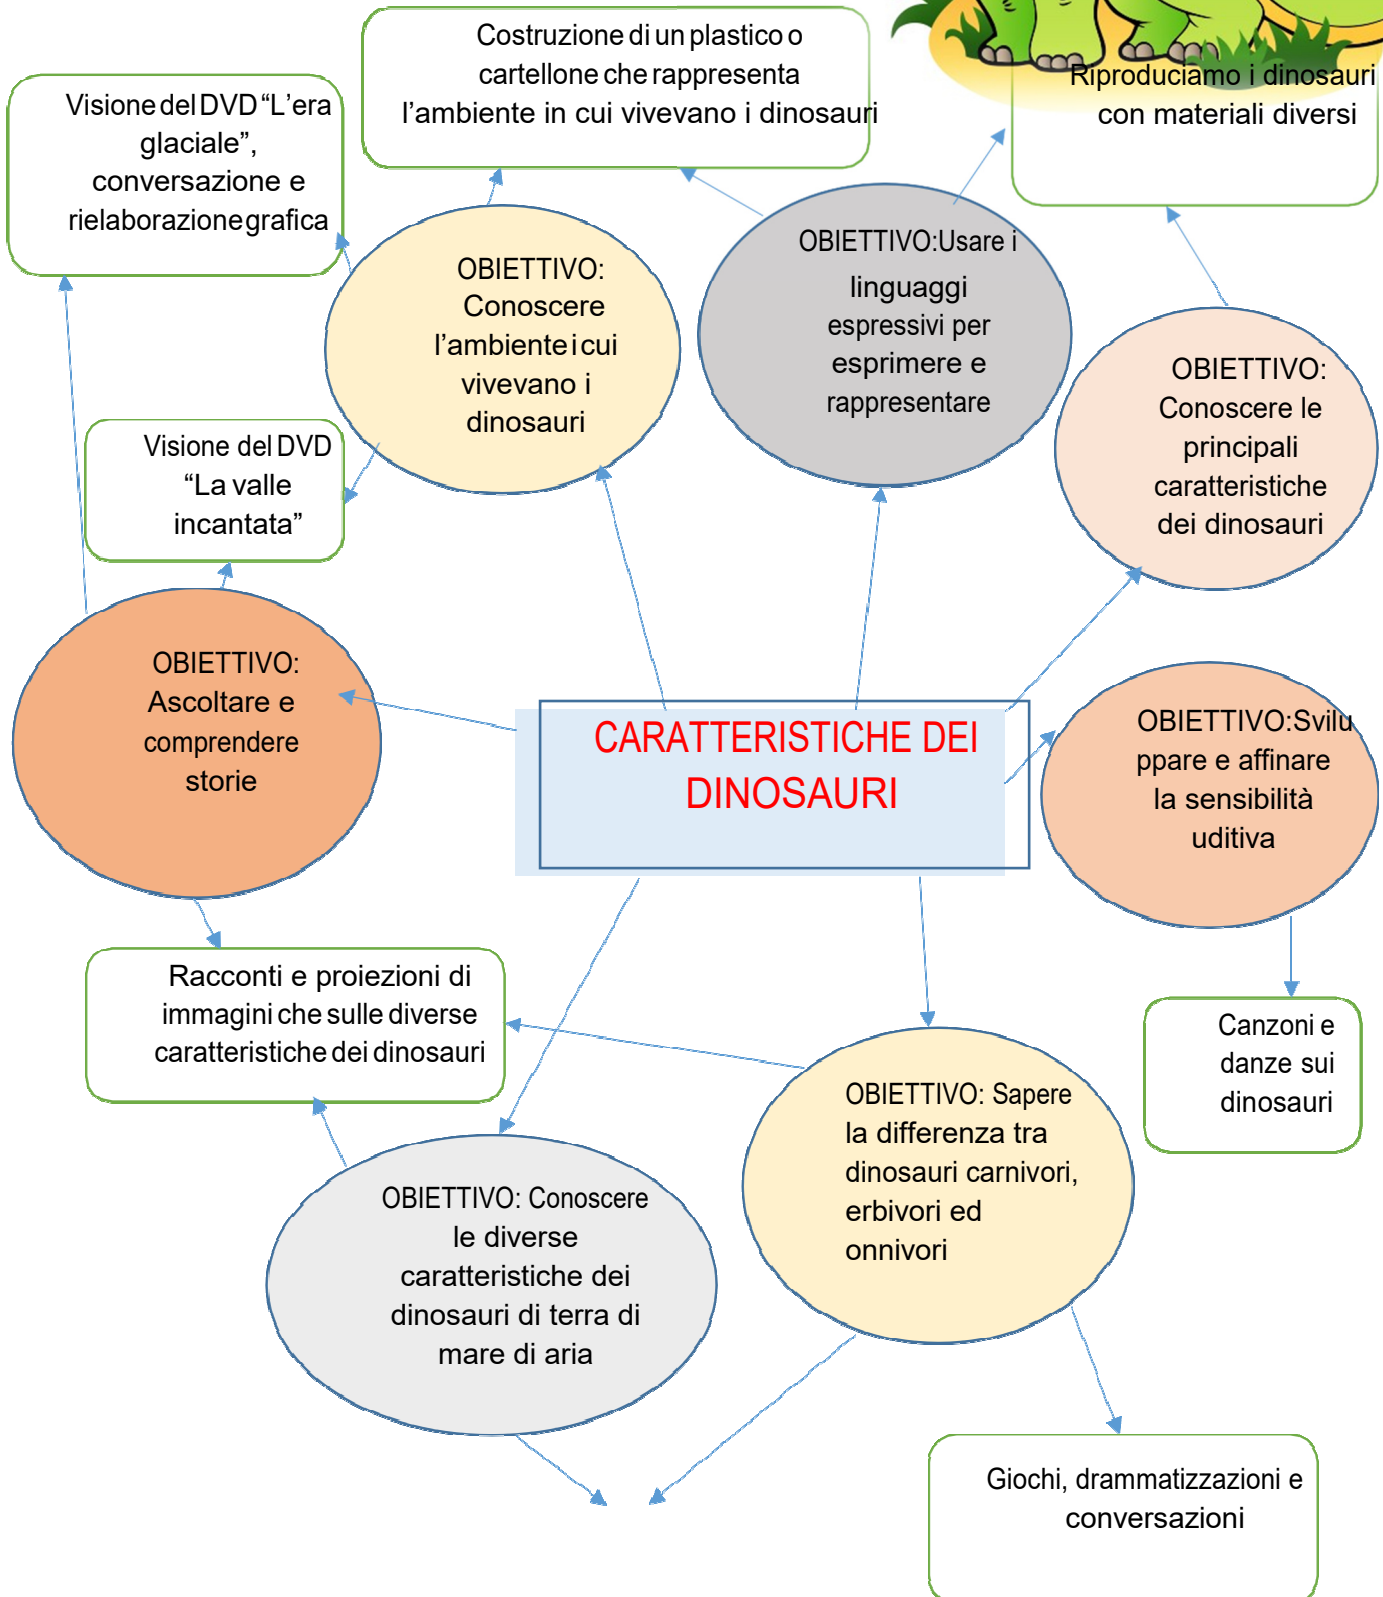 Costruzione di un plastico o
cartellone che rappresenta
l’ambiente in cui vivevano i dinosauri
Riproduciamo i dinosauri
con materiali diversi
Visione del DVD “L’era
glaciale”,
conversazione e
rielaborazione grafica
OBIETTIVO:
Conoscere
l’ambiente i cui
vivevano i
dinosauri
OBIETTIVO:Usare i
linguaggi
espressivi per
esprimere e
rappresentare
OBIETTIVO:
Conoscere le
principali
caratteristiche
dei dinosauri
Visione del DVD
“La valle
incantata”
OBIETTIVO:
Ascoltare e
comprendere
storie
CARATTERISTICHE DEI
DINOSAURI
OBIETTIVO:Svilu
ppare e affinare
la sensibilità
uditiva
Racconti e proiezioni di
immagini che sulle diverse
caratteristiche dei dinosauri
Canzoni e
danze sui
dinosauri
OBIETTIVO: Conoscere
le diverse
caratteristiche dei
dinosauri di terra di
mare di aria
OBIETTIVO: Sapere
la differenza tra
dinosauri carnivori,
erbivori ed
onnivori
Giochi, drammatizzazioni e
conversazioni